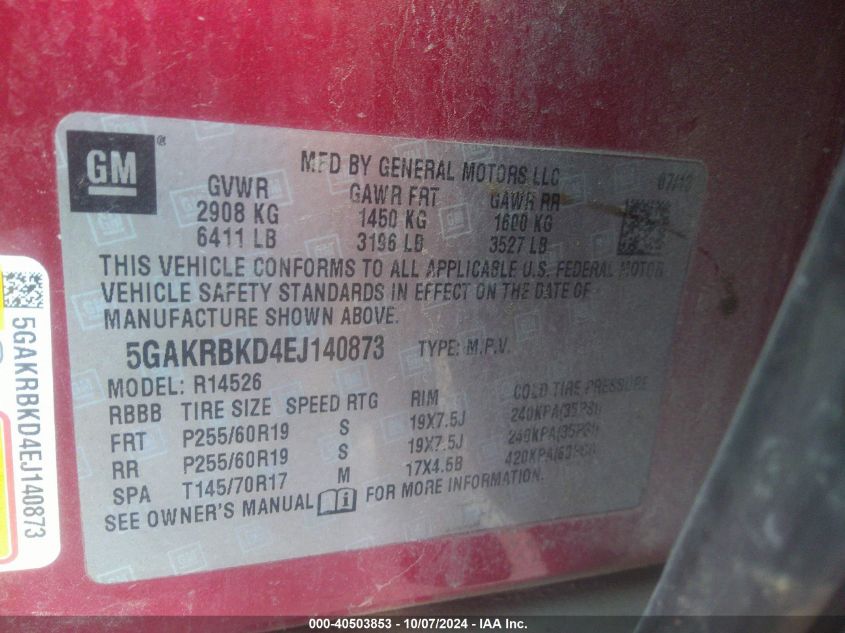 GM
®
MFD BY GENERAL MOTORS LLC
07/13
GVWR
GAWR FRT
GAWR RR
2908 KG
1450 KG
1600 KG
6411 LB
3196 LB
3527 LB
THIS VEHICLE CONFORMS TO ALL APPLICABLE U.S. FEDERAL MOTOR
VEHICLE SAFETY STANDARDS IN EFFECT ON THE DATE OF
MANUFACTURE SHOWN ABOVE.
5GAKRBKD4EJ140873
TYPE: M.P.V.
MODEL: R14526
RBBB TIRE SIZE SPEED RTG RIM COLD TIRE PRESSURE
FRT P255/60R19 S 19X7.5J 240KPA(35PSI)
RR P255/60R19 S 19X7.5J 240KPA(35PSI)
SPA T145/70R17 M 17X4.5B 420KPA(60PSI)
SEE OWNER'S MANUAL i FOR MORE INFORMATION.
5GAKRBKD4EJ140873
000-40503853 - 10/07/2024 - IAA Inc.